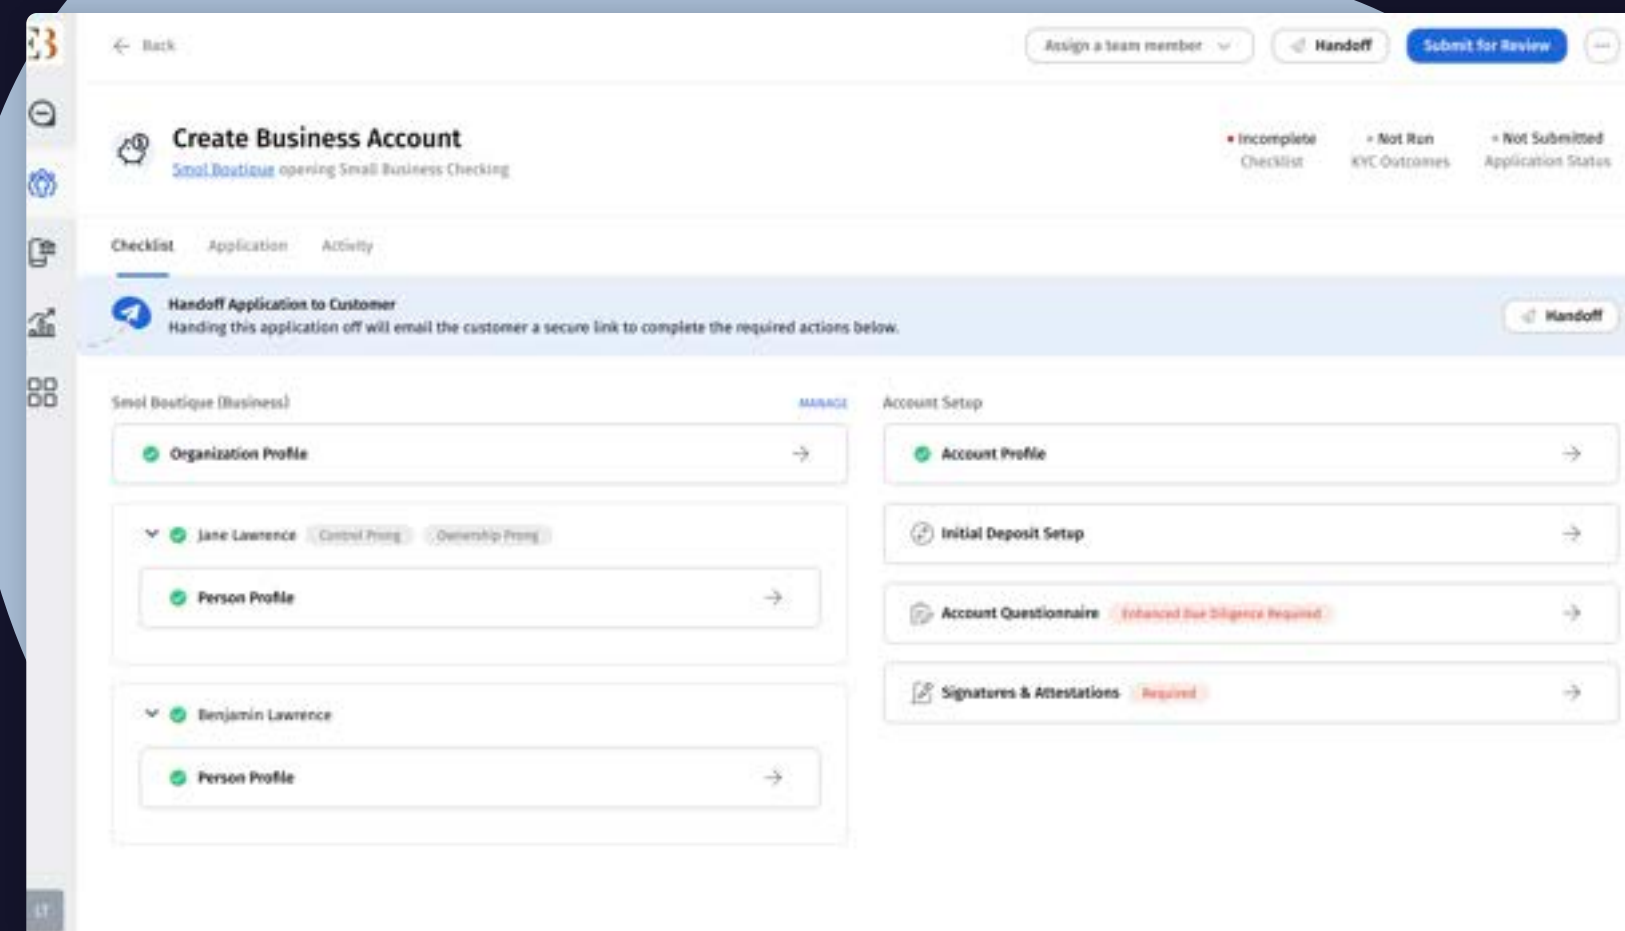 Back
Assign a team member
Handoff
Submit for Review
Create Business Account
Smol Boutique opening Small Business Checking
Incomplete
Checklist
Not Run
KYC Outcomes
Not Submitted
Application Status
Checklist
Application
Activity
Handoff Application to Customer
Handing this application off will email the customer a secure link to complete the required actions below.
Handoff
Smol Boutique (Business)
MANAGE
Organization Profile
Jane Lawrence
Control Prong
Ownership Prong
Person Profile
Benjamin Lawrence
Person Profile
Account Setup
Account Profile
Initial Deposit Setup
Account Questionnaire
Enhanced Due Diligence Required
Signatures & Attestations
Required
LT